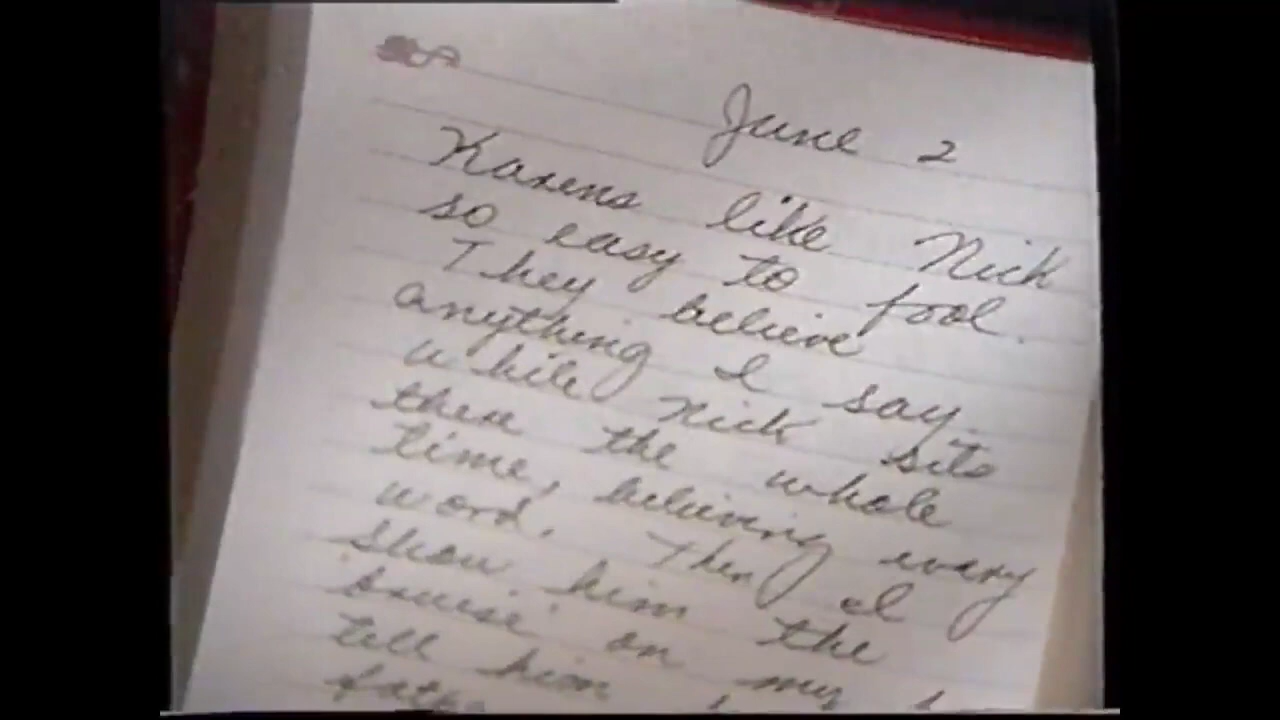 June 2
Karens like Nick
so easy to fool.
They believe
anything I say.
while Nick sits
there the whole
time, believing every
word. Then I
show him the
bruise on my
tell him